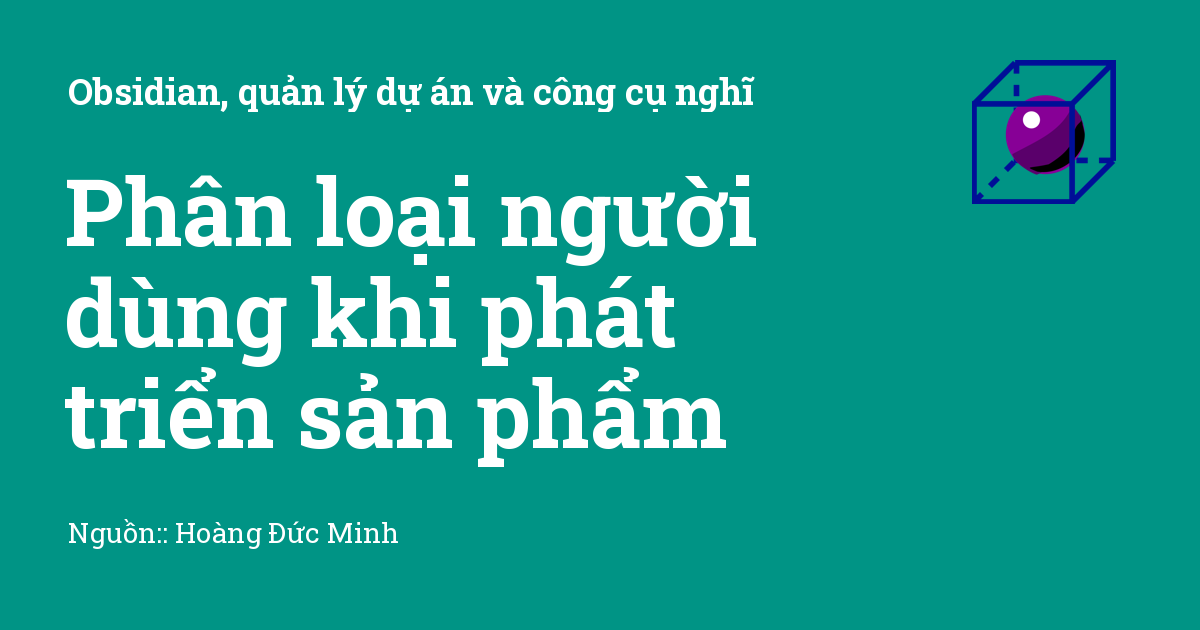 Obsidian, quản lý dự án và công cụ nghĩ
Phân loại người
dùng khi phát
triển sản phẩm
Nguồn:: Hoàng Đức Minh